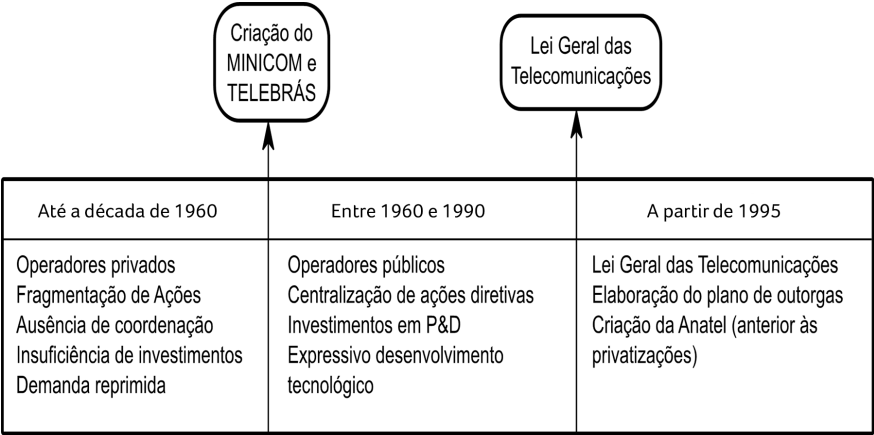 Criação do
MINICOM e
TELEBRÁS
Lei Geral das
Telecomunicações
Até a década de 1960
Entre 1960 e 1990
A partir de 1995
Operadores privados
Fragmentação de Ações
Ausência de coordenação
Insuficiência de investimentos
Demanda reprimida
Operadores públicos
Centralização de ações diretivas
Investimentos em P&D
Expressivo desenvolvimento
tecnológico
Lei Geral das Telecomunicações
Elaboração do plano de outorgas
Criação da Anatel (anterior às
privatizações)